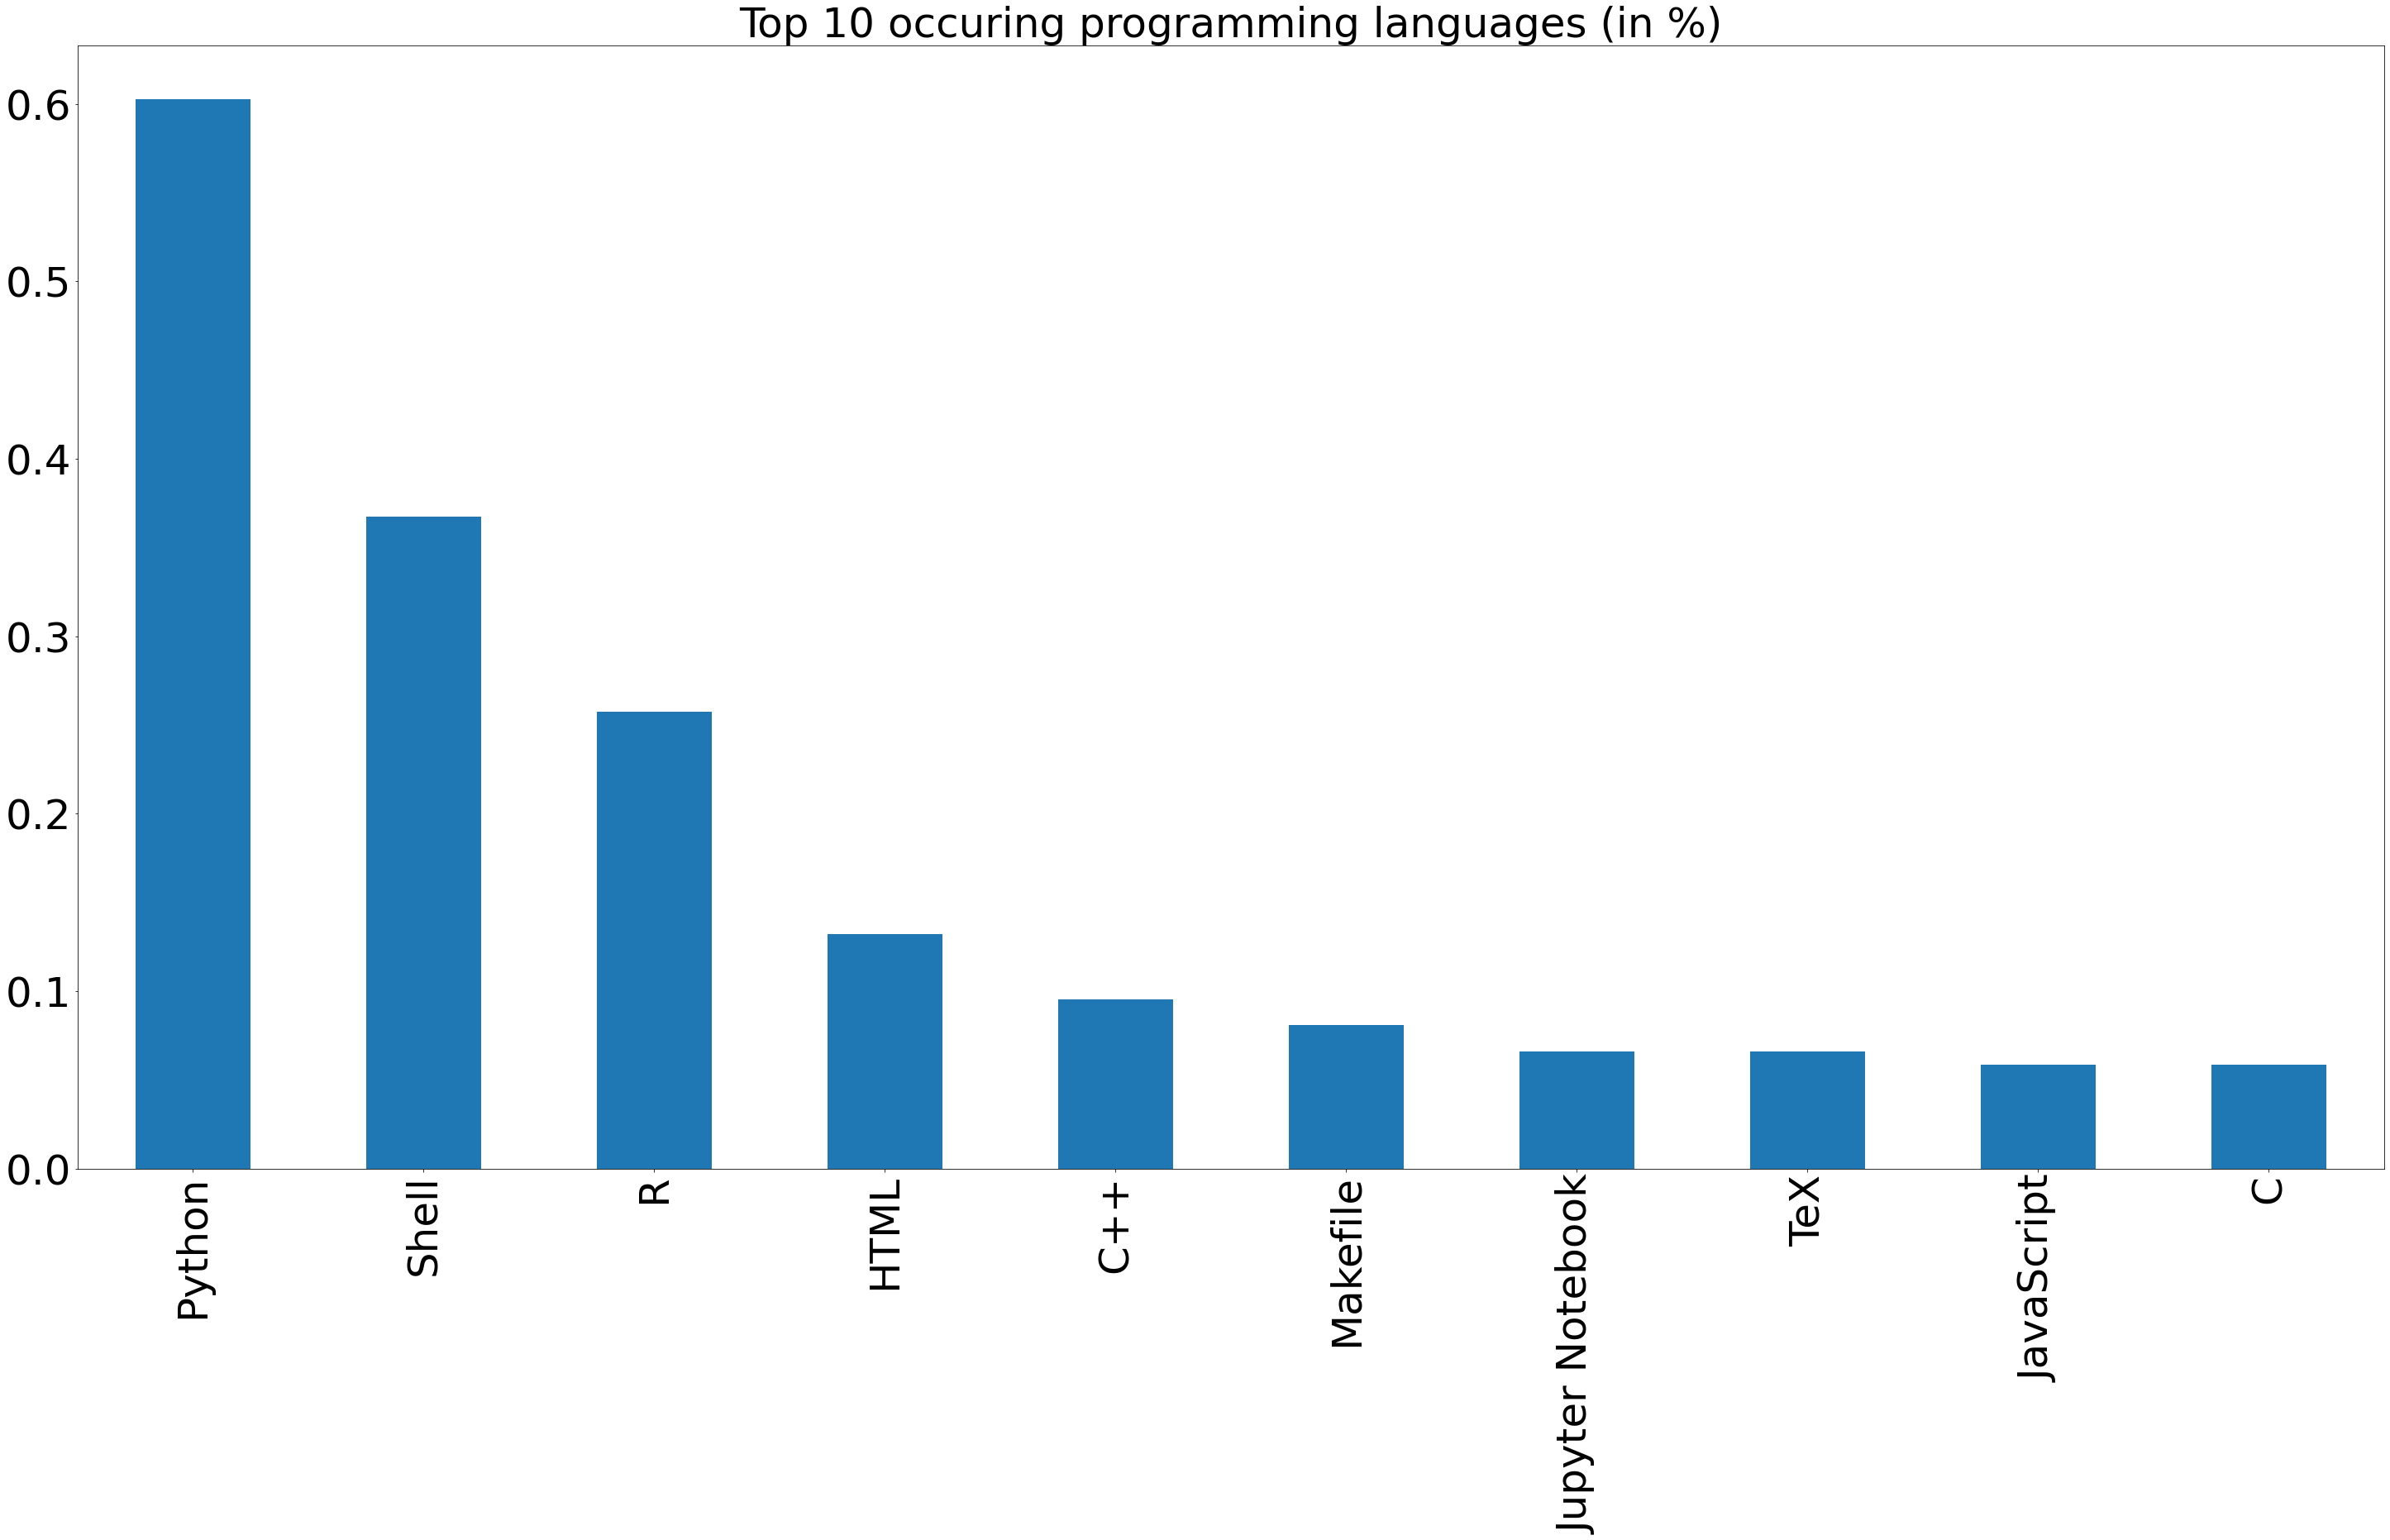 Top 10 occuring programming languages (in %)
0.6
0.5
0.4
0.3
0.2
0.1
0.0
Python
Shell
R
HTML
C++
Makefile
Jupyter Notebook
TeX
JavaScript
C